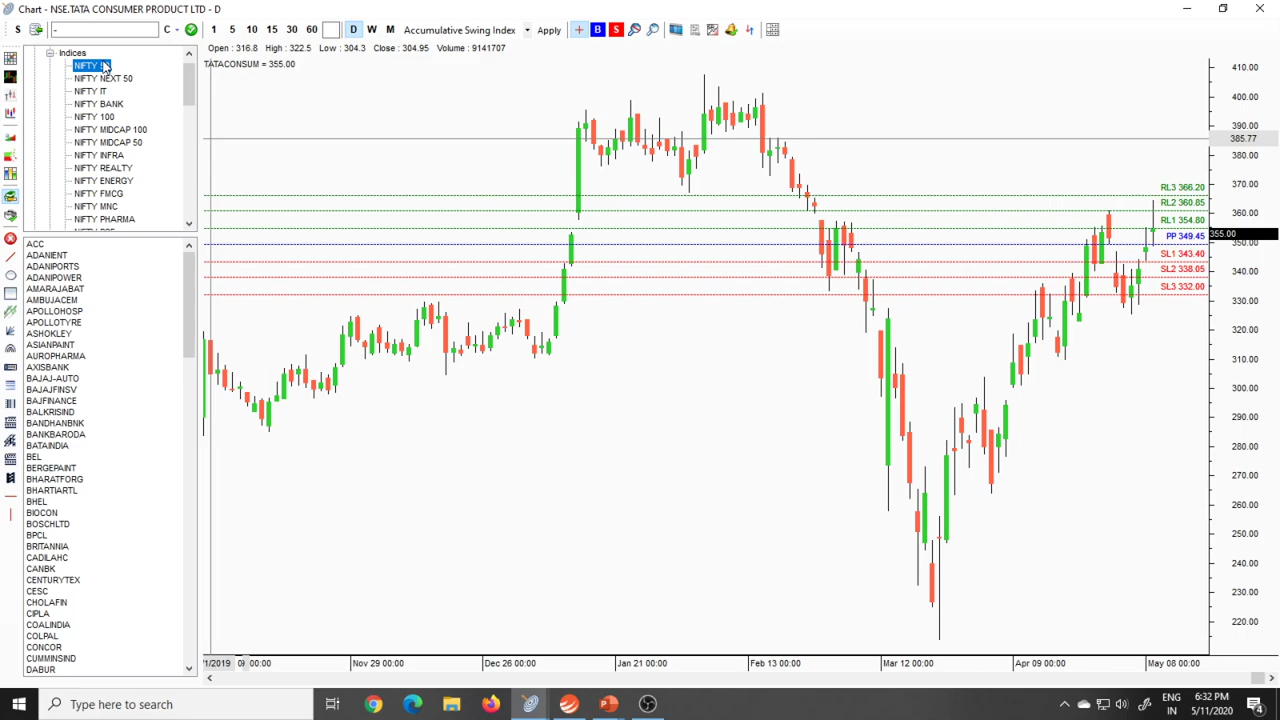 Chart - NSE.TATA CONSUMER PRODUCT LTD - D
S - C 1 5 10 15 30 60 D W M Accumulative Swing Index Apply B S
Open : 316.8 High : 322.5 Low : 304.3 Close : 304.95 Volume : 9141707
TATACONSUM = 355.00
Indices
NIFTY
NIFTY NEXT 50
NIFTY IT
NIFTY BANK
NIFTY 100
NIFTY MIDCAP 100
NIFTY MIDCAP 50
NIFTY INFRA
NIFTY REALTY
NIFTY ENERGY
NIFTY FMCG
NIFTY MNC
NIFTY PHARMA
ACC
ADANIENT
ADANIPORTS
ADANIPOWER
AMARAJABAT
AMBUJACEM
APOLLOHOSP
APOLLOTYRE
ASHOKLEY
ASIANPAINT
AUROPHARMA
AXISBANK
BAJAJ-AUTO
BAJAJFINSV
BAJFINANCE
BALKRISIND
BANDHANBNK
BANKBARODA
BATAINDIA
BEL
BERGEPAINT
BHARATFORG
BHARTIARTL
BHEL
BIOCON
BOSCHLTD
BPCL
BRITANNIA
CADILAHC
CANBK
CENTURYTEX
CESC
CHOLAFIN
CIPLA
COALINDIA
COLPAL
CONCOR
CUMMINSIND
DABUR
RL3 366.20
RL2 360.85
RL1 354.80
PP 349.45
SL1 343.40
SL2 338.05
SL3 332.00
410.00
400.00
390.00
385.77
380.00
370.00
360.00
355.00
350.00
340.00
330.00
320.00
310.00
300.00
290.00
280.00
270.00
260.00
250.00
240.00
230.00
220.00
1/2019 00:00 Nov 29 00:00 Dec 26 00:00 Jan 21 00:00 Feb 13 00:00 Mar 12 00:00 Apr 09 00:00 May 08 00:00
Type here to search
ENG
IN
6:32 PM
5/11/2020
4